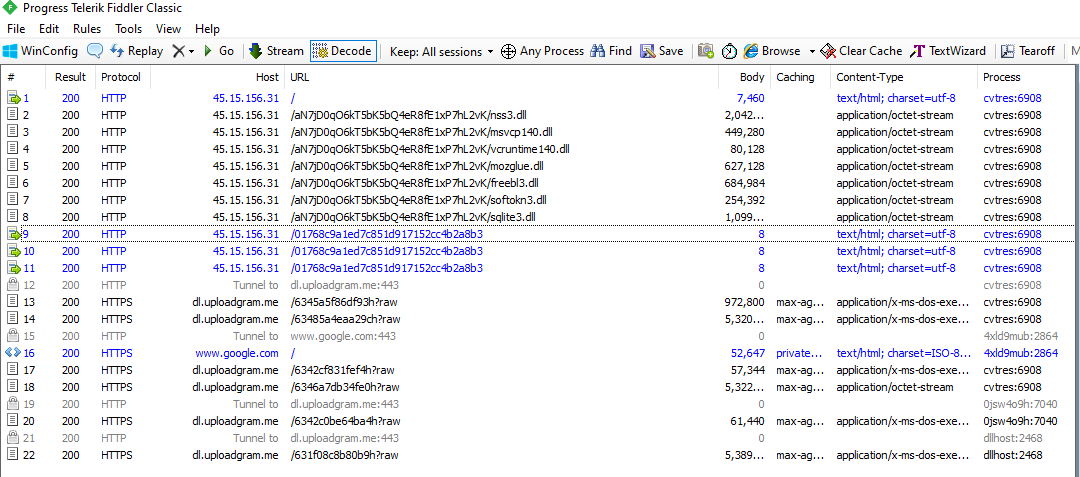 Progress Telerik Fiddler Classic
File Edit Rules Tools View Help
WinConfig Replay Go Stream Decode Keep: All sessions Any Process Find Save Browse Clear Cache TextWizard Tearoff M
# Result Protocol Host URL Body Caching Content-Type Process
1 200 HTTP 45.15.156.31 / 7,460 text/html; charset=utf-8 cvtres:6908
2 200 HTTP 45.15.156.31 /aN7jD0qO6kT5bK5bQ4eR8fE1xP7hL2vK/nss3.dll 2,042... application/octet-stream cvtres:6908
3 200 HTTP 45.15.156.31 /aN7jD0qO6kT5bK5bQ4eR8fE1xP7hL2vK/msvcp140.dll 449,280 application/octet-stream cvtres:6908
4 200 HTTP 45.15.156.31 /aN7jD0qO6kT5bK5bQ4eR8fE1xP7hL2vK/vcruntime140.dll 80,128 application/octet-stream cvtres:6908
5 200 HTTP 45.15.156.31 /aN7jD0qO6kT5bK5bQ4eR8fE1xP7hL2vK/mozglue.dll 627,128 application/octet-stream cvtres:6908
6 200 HTTP 45.15.156.31 /aN7jD0qO6kT5bK5bQ4eR8fE1xP7hL2vK/freebl3.dll 684,984 application/octet-stream cvtres:6908
7 200 HTTP 45.15.156.31 /aN7jD0qO6kT5bK5bQ4eR8fE1xP7hL2vK/softokn3.dll 254,392 application/octet-stream cvtres:6908
8 200 HTTP 45.15.156.31 /aN7jD0qO6kT5bK5bQ4eR8fE1xP7hL2vK/sqlite3.dll 1,099... application/octet-stream cvtres:6908
9 200 HTTP 45.15.156.31 /01768c9a1ed7c851d917152cc4b2a8b3 8 text/html; charset=utf-8 cvtres:6908
10 200 HTTP 45.15.156.31 /01768c9a1ed7c851d917152cc4b2a8b3 8 text/html; charset=utf-8 cvtres:6908
11 200 HTTP 45.15.156.31 /01768c9a1ed7c851d917152cc4b2a8b3 8 text/html; charset=utf-8 cvtres:6908
12 200 HTTP Tunnel to dl.uploadgram.me:443 0 cvtres:6908
13 200 HTTPS dl.uploadgram.me /6345a5f86df93h?raw 972,800 max-ag... application/x-ms-dos-exe... cvtres:6908
14 200 HTTPS dl.uploadgram.me /63485a4eaa29ch?raw 5,320... max-ag... application/x-ms-dos-exe... cvtres:6908
15 200 HTTP Tunnel to www.google.com:443 0 4xld9mub:2864
16 200 HTTPS www.google.com / 52,647 private... text/html; charset=ISO-8... 4xld9mub:2864
17 200 HTTPS dl.uploadgram.me /6342cf831fef4h?raw 57,344 max-ag... application/x-ms-dos-exe... cvtres:6908
18 200 HTTPS dl.uploadgram.me /6346a7db34fe0h?raw 5,322... max-ag... application/octet-stream cvtres:6908
19 200 HTTP Tunnel to dl.uploadgram.me:443 0 0jsw4o9h:7040
20 200 HTTPS dl.uploadgram.me /6342c0be64ba4h?raw 61,440 max-ag... application/x-ms-dos-exe... 0jsw4o9h:7040
21 200 HTTP Tunnel to dl.uploadgram.me:443 0 dllhost:2468
22 200 HTTPS dl.uploadgram.me /631f08c8b80b9h?raw 5,389... max-ag... application/x-ms-dos-exe... dllhost:2468